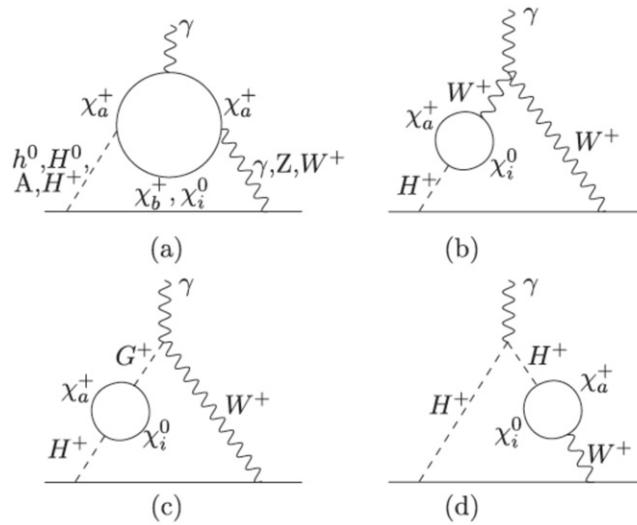 γ
χ_a^+ χ_a^+
h^0,H^0,
A,H^+
γ,Z,W^+
χ_b^+, χ_i^0
(a)
γ
W^+
χ_a^+
W^+
χ_i^0
H^+
(b)
γ
G^+
χ_a^+
W^+
χ_i^0
H^+
(c)
γ
H^+
H^+
χ_a^+
χ_i^0
W^+
(d)